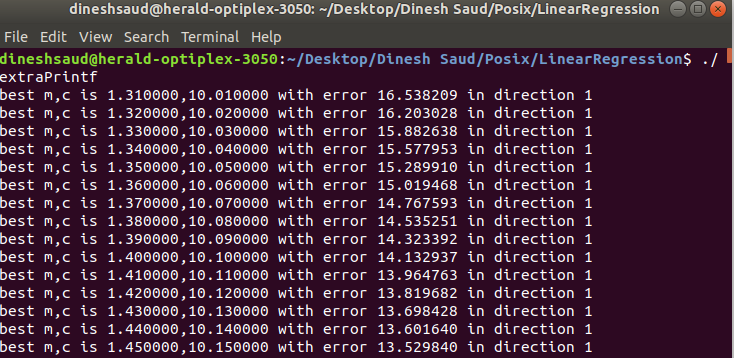 dineshsaud@herald-optiplex-3050: ~/Desktop/Dinesh Saud/Posix/LinearRegression
File Edit View Search Terminal Help
dineshsaud@herald-optiplex-3050:~/Desktop/Dinesh Saud/Posix/LinearRegression$ ./
extraPrintf
best m,c is 1.310000,10.010000 with error 16.538209 in direction 1
best m,c is 1.320000,10.020000 with error 16.203028 in direction 1
best m,c is 1.330000,10.030000 with error 15.882638 in direction 1
best m,c is 1.340000,10.040000 with error 15.577953 in direction 1
best m,c is 1.350000,10.050000 with error 15.289910 in direction 1
best m,c is 1.360000,10.060000 with error 15.019468 in direction 1
best m,c is 1.370000,10.070000 with error 14.767593 in direction 1
best m,c is 1.380000,10.080000 with error 14.535251 in direction 1
best m,c is 1.390000,10.090000 with error 14.323392 in direction 1
best m,c is 1.400000,10.100000 with error 14.132937 in direction 1
best m,c is 1.410000,10.110000 with error 13.964763 in direction 1
best m,c is 1.420000,10.120000 with error 13.819682 in direction 1
best m,c is 1.430000,10.130000 with error 13.698428 in direction 1
best m,c is 1.440000,10.140000 with error 13.601640 in direction 1
best m,c is 1.450000,10.150000 with error 13.529840 in direction 1